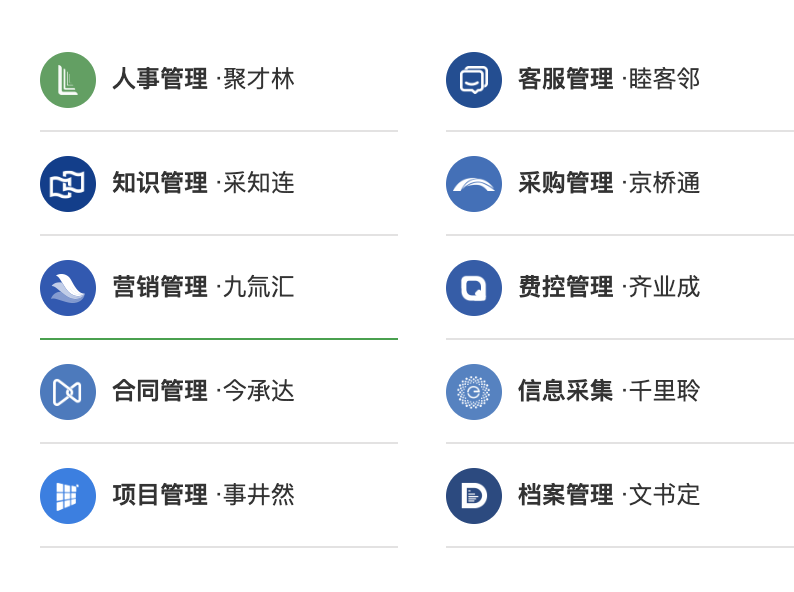 人事管理 ·聚才林
客服管理 ·睦客邻
知识管理 ·采知连
采购管理 ·京桥通
营销管理 ·九氚汇
费控管理 ·齐业成
合同管理 ·今承达
信息采集 ·千里聆
项目管理 ·事井然
档案管理 ·文书定